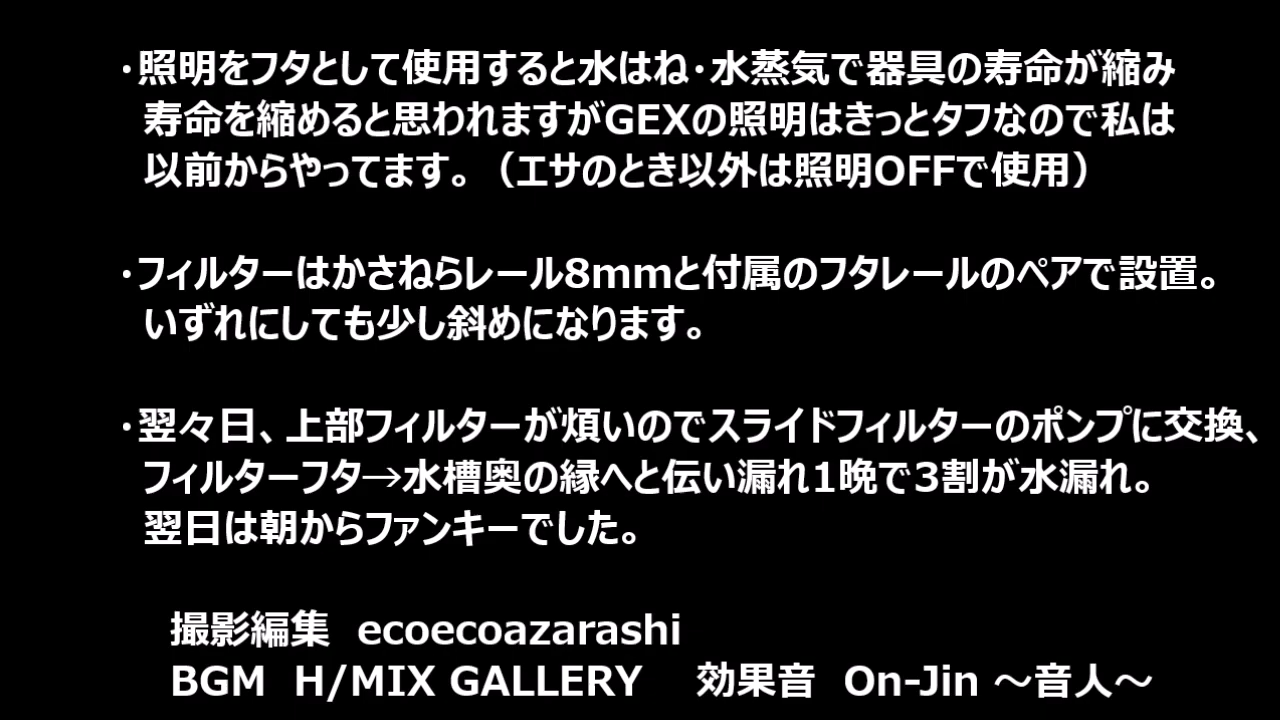 ・照明をフタとして使用すると水はね・水蒸気で器具の寿命が縮み
寿命を縮めると思われますがGEXの照明はきっとタフなので私は
以前からやってます。（エサのとき以外は照明OFFで使用）
・フィルターはかさねらレール8mmと付属のフタレールのペアで設置。
いずれにしても少し斜めになります。
・翌々日、上部フィルターが煩いのでスライドフィルターのポンプに交換、
フィルターフタ→水槽奥の縁へと伝い漏れ1晩で3割が水漏れ。
翌日は朝からファンキーでした。
撮影編集 ecoecoazarashi
BGM H/MIX GALLERY 効果音 On-Jin ～音人～